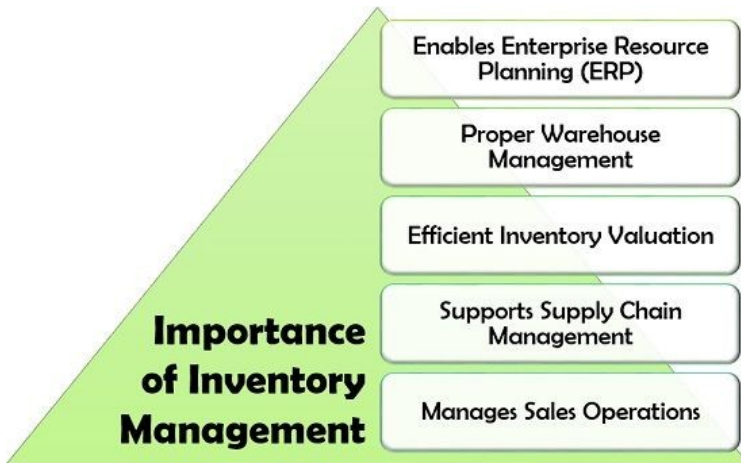 Enables Enterprise Resource
Planning (ERP)
Proper Warehouse
Management
Efficient Inventory Valuation
Supports Supply Chain
Management
Manages Sales Operations
Importance
of Inventory
Management